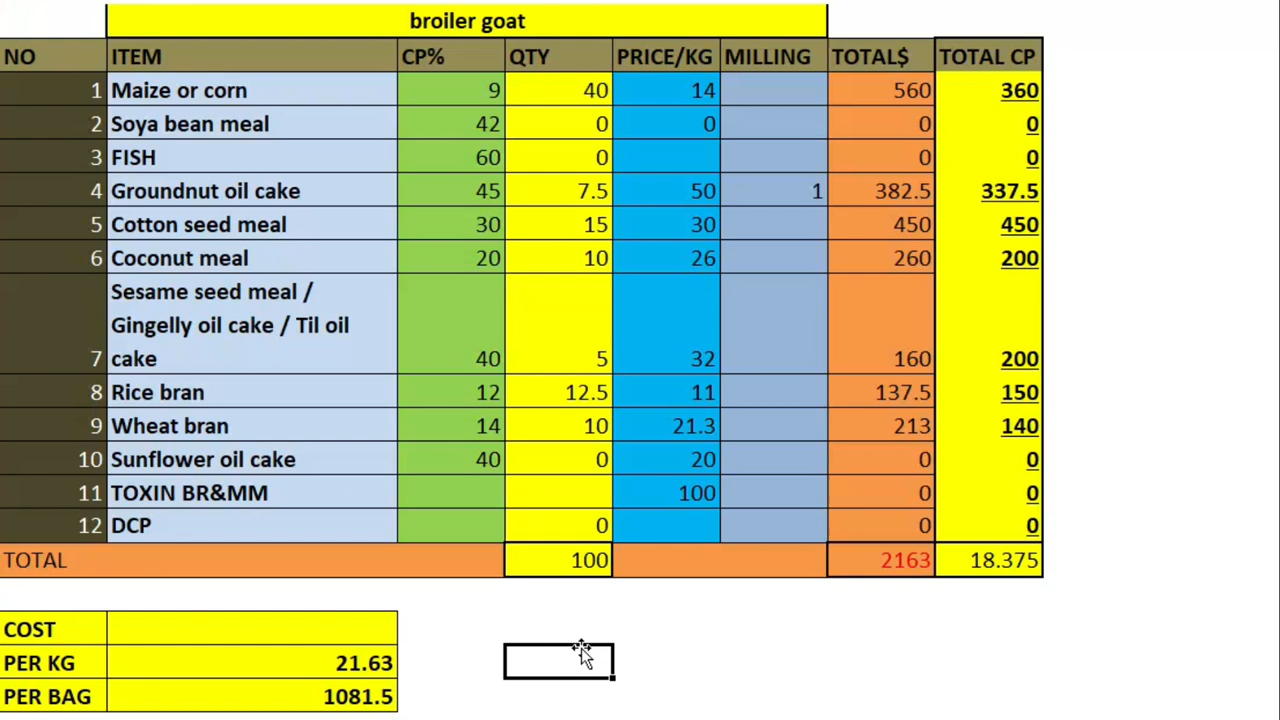 broiler goat
NO ITEM CP% QTY PRICE/KG MILLING TOTAL$ TOTAL CP
1 Maize or corn 9 40 14 560 360
2 Soya bean meal 42 0 0 0 0
3 FISH 60 0 0 0
4 Groundnut oil cake 45 7.5 50 1 382.5 337.5
5 Cotton seed meal 30 15 30 450 450
6 Coconut meal 20 10 26 260 200
Sesame seed meal /
Gingelly oil cake / Til oil
7 cake 40 5 32 160 200
8 Rice bran 12 12.5 11 137.5 150
9 Wheat bran 14 10 21.3 213 140
10 Sunflower oil cake 40 0 20 0 0
11 TOXIN BR&MM 100 0 0
12 DCP 0 0 0
TOTAL 100 2163 18.375
COST
PER KG 21.63
PER BAG 1081.5